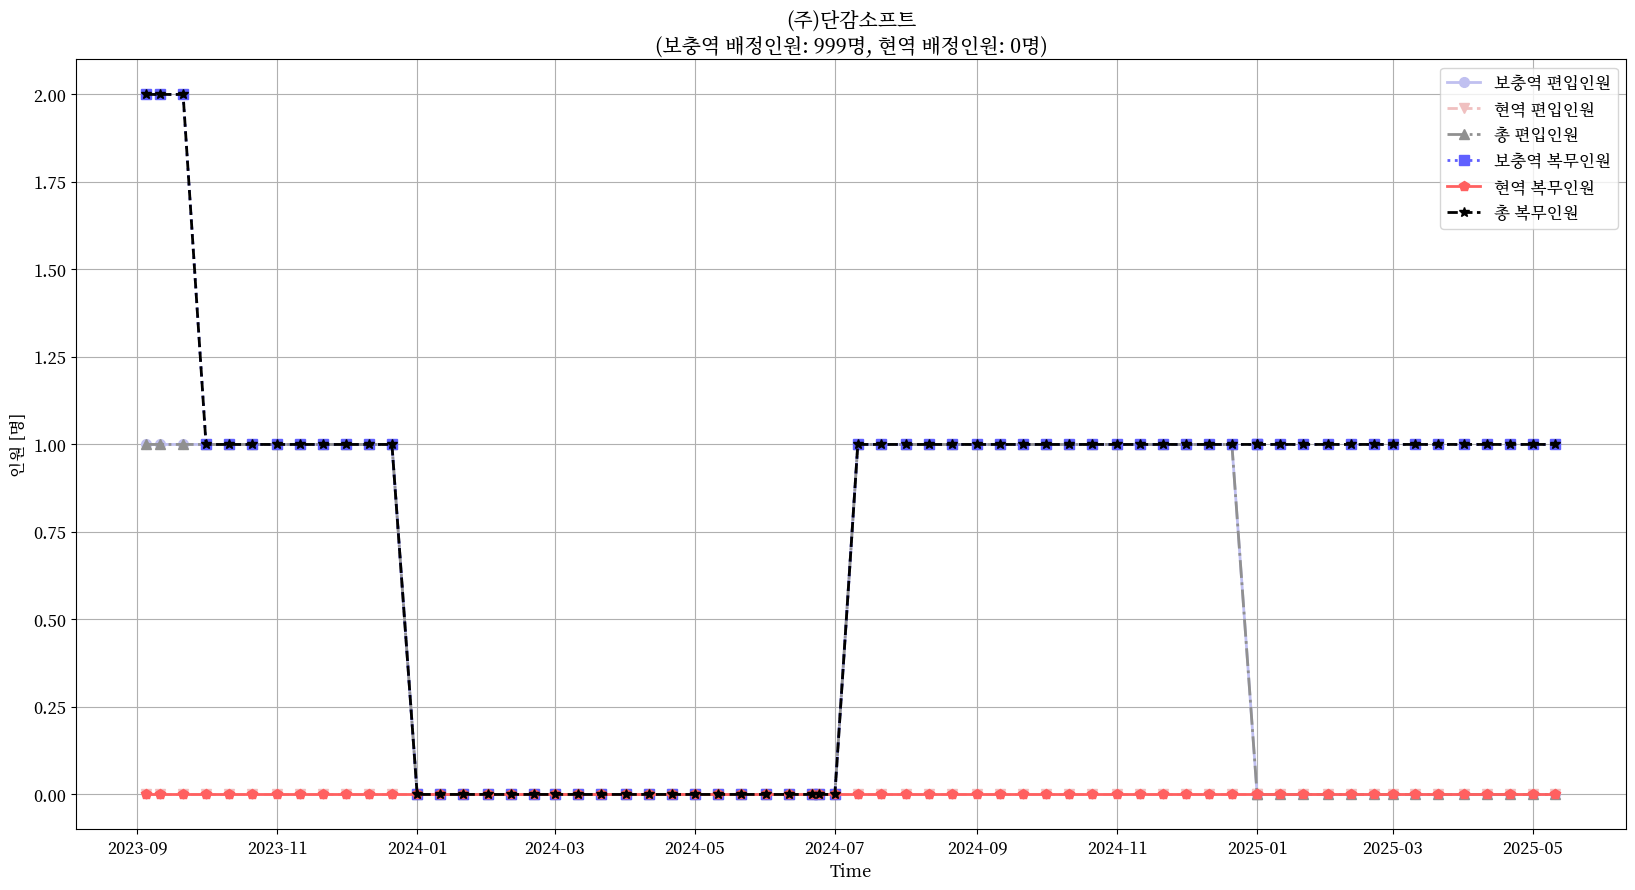 (주)단감소프트
(보충역 배정인원: 999명, 현역 배정인원: 0명)
보충역 편입인원
현역 편입인원
총 편입인원
보충역 복무인원
현역 복무인원
총 복무인원
인원 [명]
2.00
1.75
1.50
1.25
1.00
0.75
0.50
0.25
0.00
2023-09 2023-11 2024-01 2024-03 2024-05 2024-07 2024-09 2024-11 2025-01 2025-03 2025-05
Time